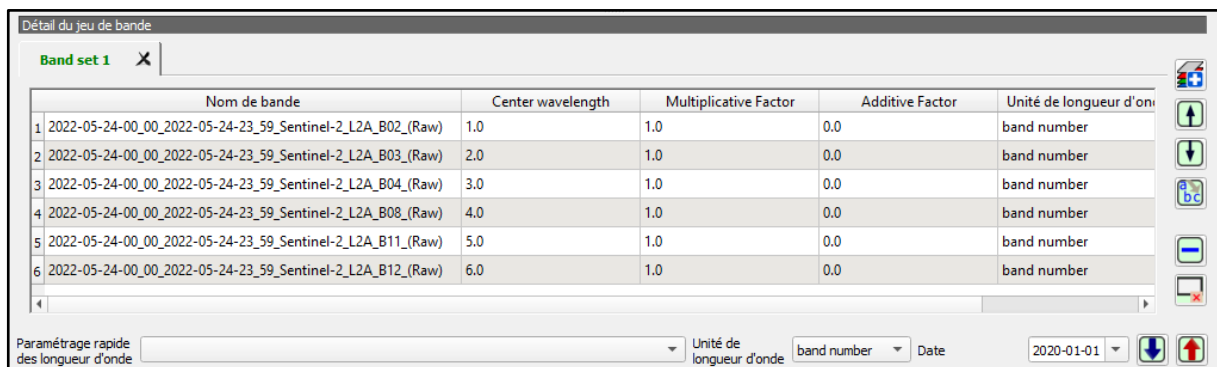 Détail du jeu de bande
Band set 1
Nom de bande Center wavelength Multiplicative Factor Additive Factor Unité de longueur d'ond
1 2022-05-24-00_00_2022-05-24-23_59_Sentinel-2_L2A_B02_(Raw) 1.0 1.0 0.0 band number
2 2022-05-24-00_00_2022-05-24-23_59_Sentinel-2_L2A_B03_(Raw) 2.0 1.0 0.0 band number
3 2022-05-24-00_00_2022-05-24-23_59_Sentinel-2_L2A_B04_(Raw) 3.0 1.0 0.0 band number
4 2022-05-24-00_00_2022-05-24-23_59_Sentinel-2_L2A_B08_(Raw) 4.0 1.0 0.0 band number
5 2022-05-24-00_00_2022-05-24-23_59_Sentinel-2_L2A_B11_(Raw) 5.0 1.0 0.0 band number
6 2022-05-24-00_00_2022-05-24-23_59_Sentinel-2_L2A_B12_(Raw) 6.0 1.0 0.0 band number
a
bc
Paramétrage rapide
des longueur d'onde
Unité de
longueur d'onde
band number Date 2020-01-01